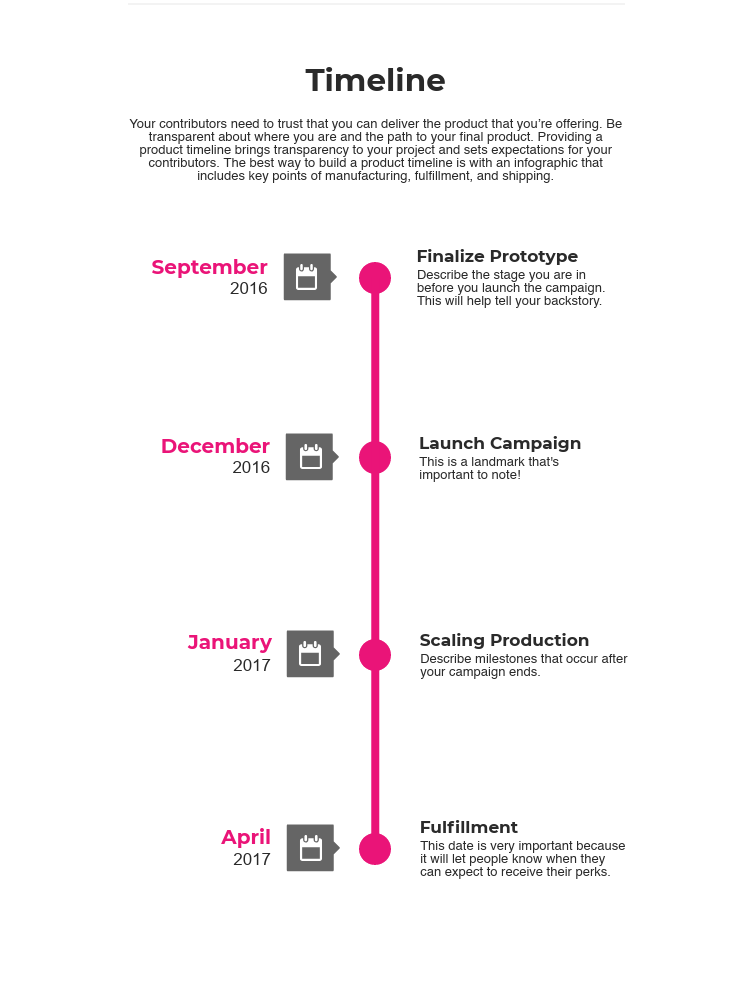 Timeline
Your contributors need to trust that you can deliver the product that you’re offering. Be
transparent about where you are and the path to your final product. Providing a
product timeline brings transparency to your project and sets expectations for your
contributors. The best way to build a product timeline is with an infographic that
includes key points of manufacturing, fulfillment, and shipping.
September
2016
Finalize Prototype
Describe the stage you are in
before you launch the campaign.
This will help tell your backstory.
December
2016
Launch Campaign
This is a landmark that's
important to note!
January
2017
Scaling Production
Describe milestones that occur after
your campaign ends.
April
2017
Fulfillment
This date is very important because
it will let people know when they
can expect to receive their perks.